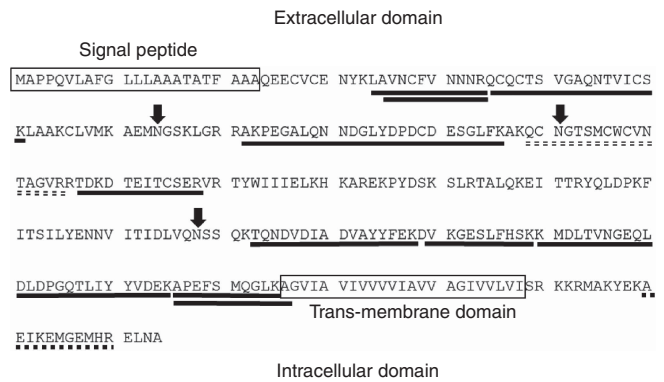 Extracellular domain
Signal peptide
MAPPQVLAFG LLLAAATATF AAAQEECVCE NYKLAVNCFV NNNRQCQCTS VGAQNTVICS
KLAAKCLVMK AEMNGSKLGR RAKPEGALQN NDGLYDPDCD ESGLFKAKQC NGTSMCWCVN
TAGVRRTDKD TEITCSERVR TYWIIIELKH KAREKPYDSK SLRTALQKEI TTRYQLDPKF
ITSILYENNV ITIDLVQNSS QKTQNDVDIA DVAYYFEKDV KGESLFHSKK MDLTVNGEQL
DLDPGQTLIY YVDEKAPEFS MQGLKAGVIA VIVVVVIAVV AGIVVLVISR KKRMAKYEKA
Trans-membrane domain
EIKEMGEMHR ELNA
Intracellular domain